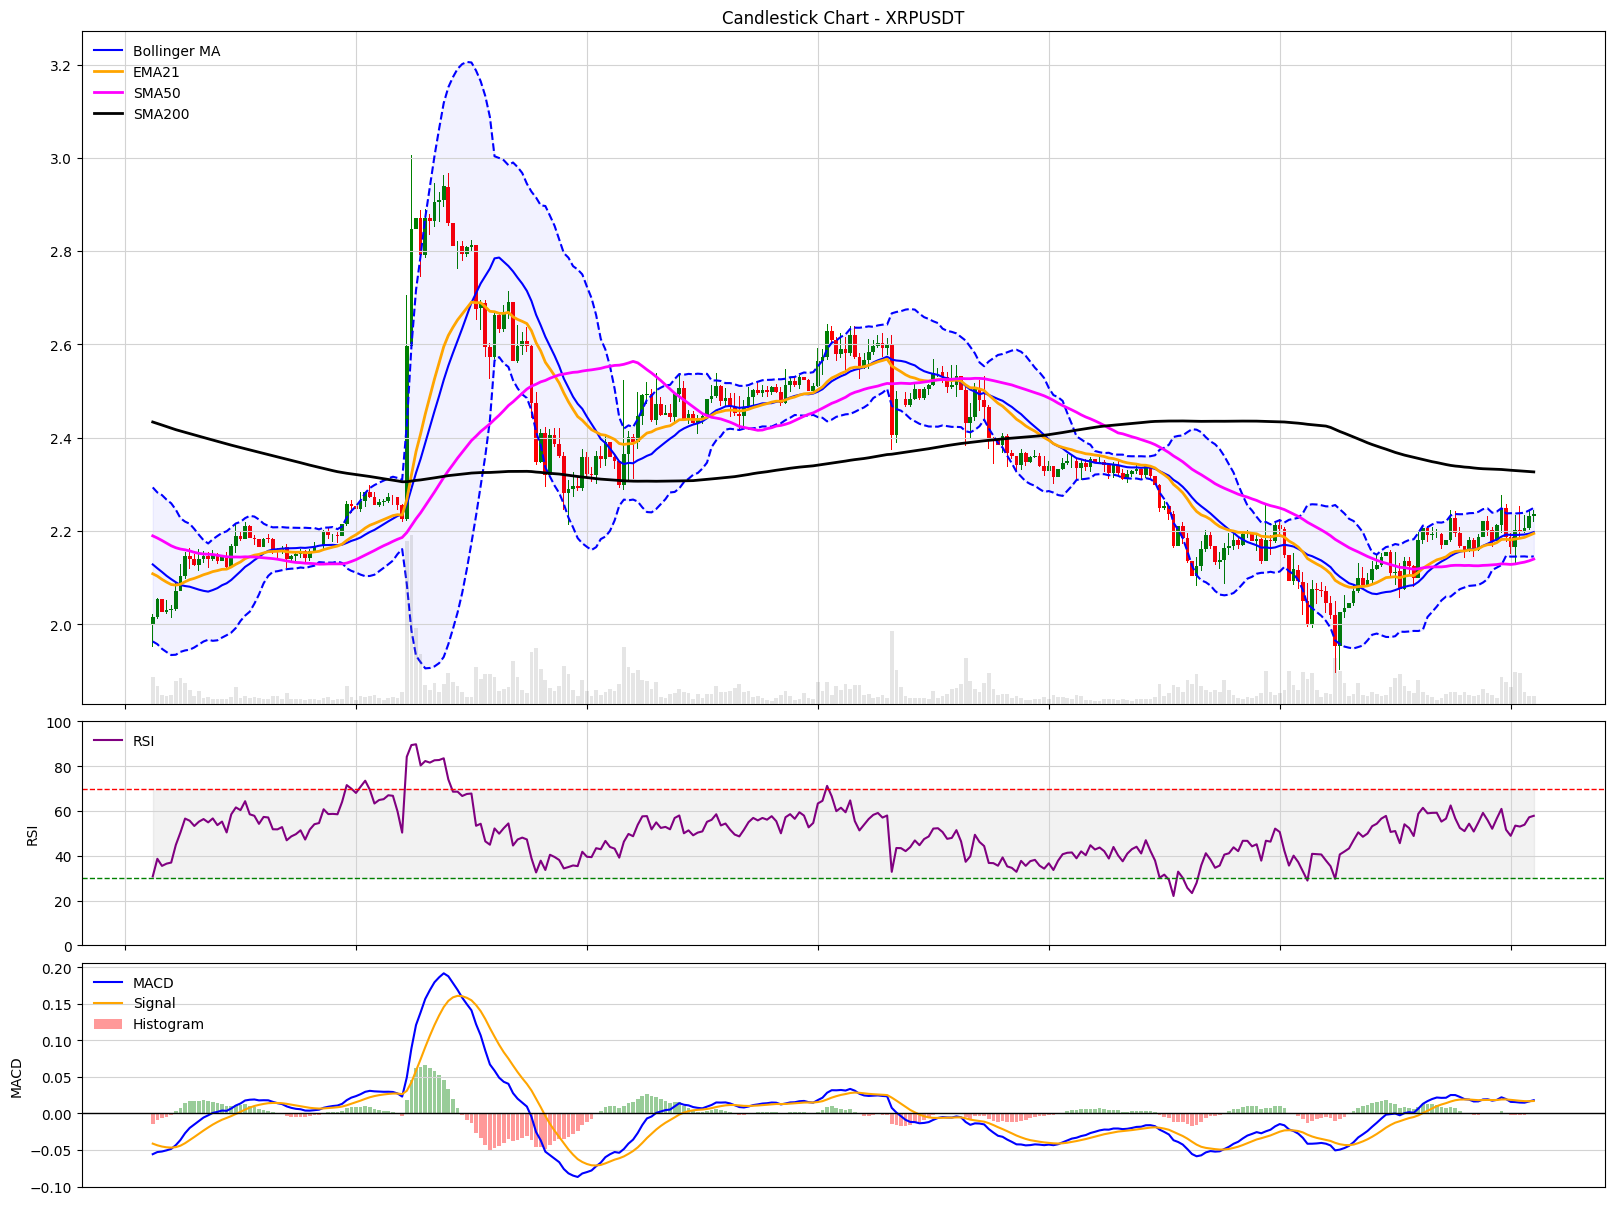 Candlestick Chart - XRPUSDT
Bollinger MA
EMA21
SMA50
SMA200
3.2
3.0
2.8
2.6
2.4
2.2
2.0
RSI
100
80
60
40
20
0
RSI
MACD
Signal
Histogram
0.20
0.15
0.10
0.05
0.00
−0.05
−0.10
MACD